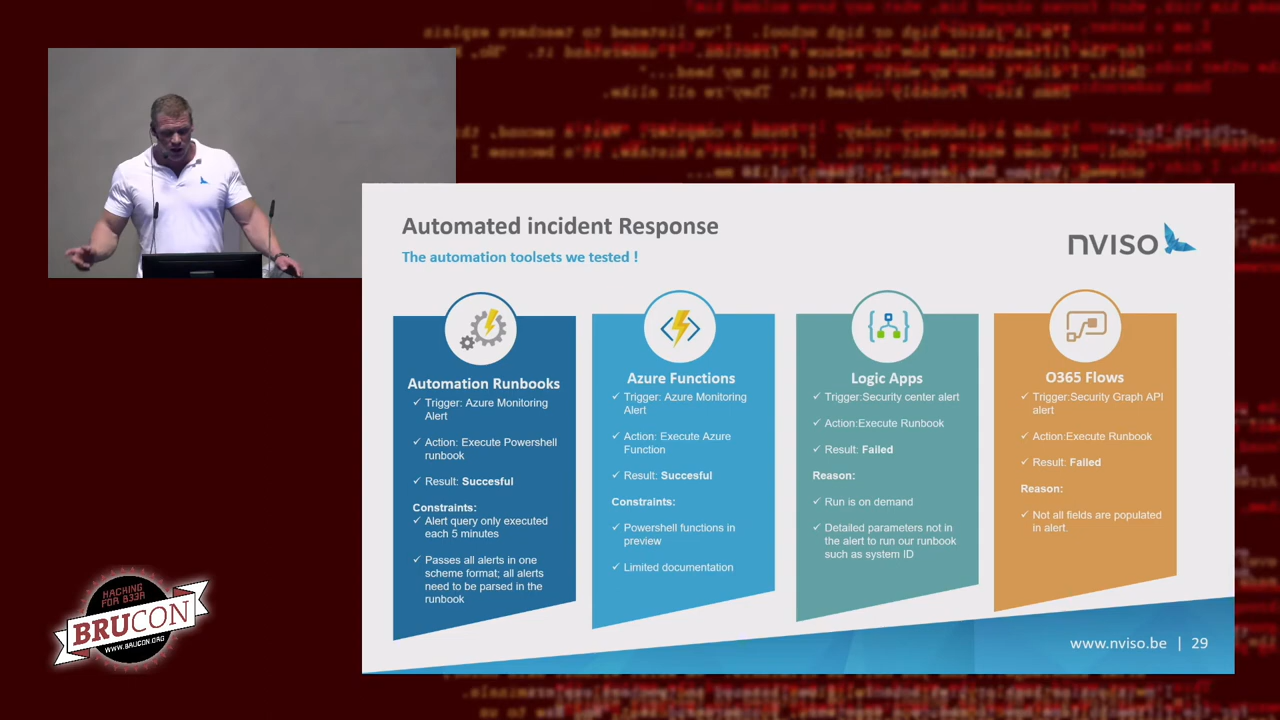 Automated incident Response
The automation toolsets we tested !
nviso
Automation Runbooks
✓ Trigger: Azure Monitoring
Alert
✓ Action: Execute Powershell
runbook
✓ Result: Succesful
Constraints:
✓ Alert query only executed
each 5 minutes
✓ Passes all alerts in one
scheme format; all alerts
need to be parsed in the
runbook
Azure Functions
✓ Trigger: Azure Monitoring
Alert
✓ Action: Execute Azure
Function
✓ Result: Succesful
Constraints:
✓ Powershell functions in
preview
✓ Limited documentation
Logic Apps
✓ Trigger:Security center alert
✓ Action:Execute Runbook
✓ Result: Failed
Reason:
✓ Run is on demand
✓ Detailed parameters not in
the alert to run our runbook
such as system ID
O365 Flows
✓ Trigger:Security Graph API
alert
✓ Action:Execute Runbook
✓ Result: Failed
Reason:
✓ Not all fields are populated
in alert.
www.nviso.be | 29
HACKING
FOR B33R
BRUCON
WWW.BRUCON.ORG